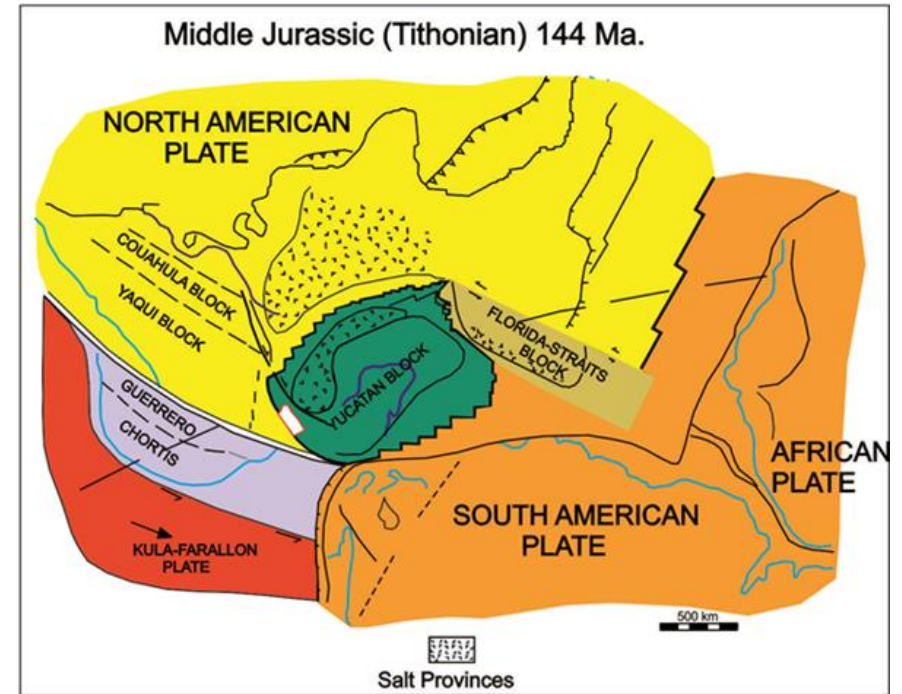 Middle Jurassic (Tithonian) 144 Ma.
NORTH AMERICAN
PLATE
COUAHULA BLOCK
YAQUI BLOCK
FLORIDA-STRAITS
BLOCK
YUCATAN BLOCK
GUERRERO
CHORTIS
AFRICAN
PLATE
SOUTH AMERICAN
PLATE
KULA-FARALLON
PLATE
500 km
Salt Provinces